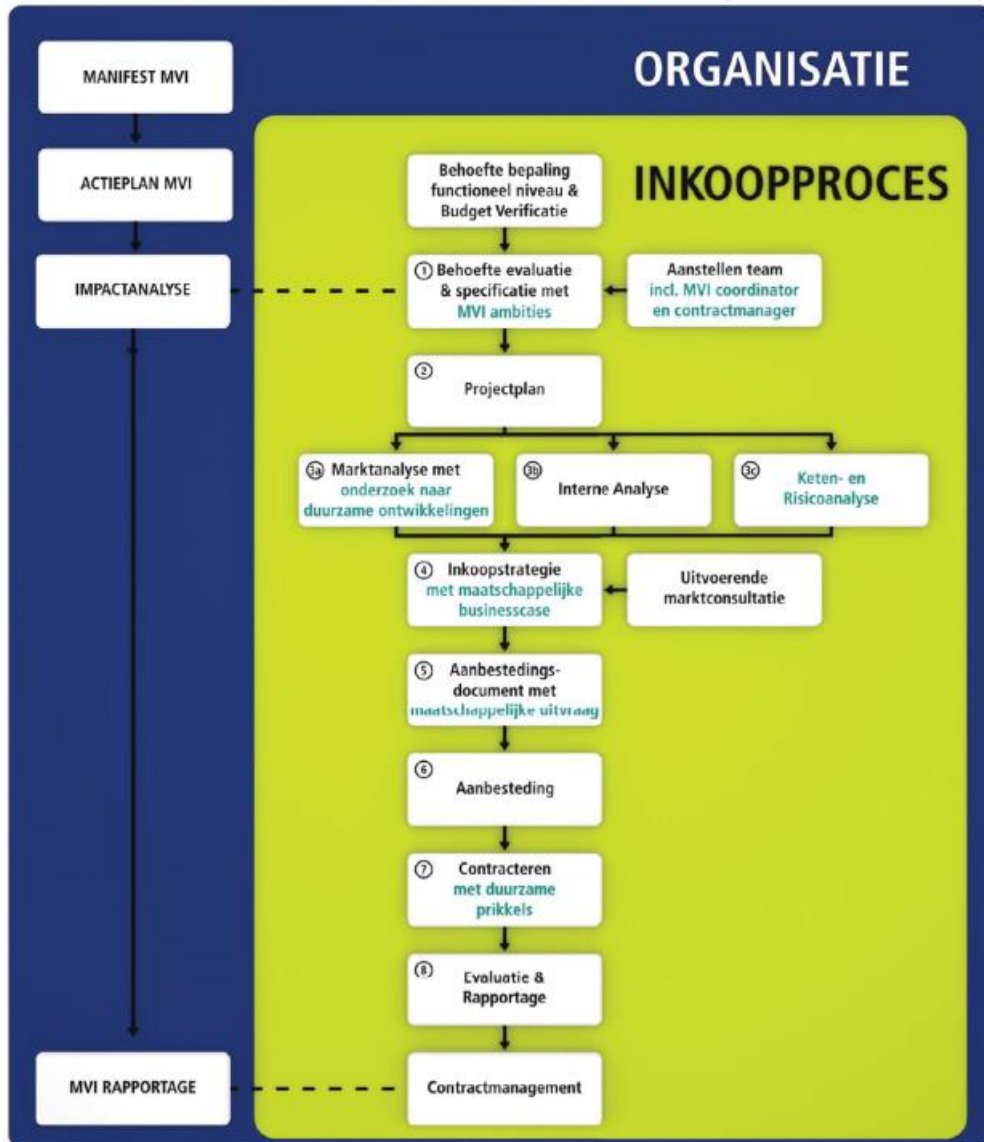 ORGANISATIE
MANIFEST MVI
ACTIEPLAN MVI
IMPACTANALYSE
MVI RAPPORTAGE
INKOOPPROCES
Behoefte bepaling
functioneel niveau &
Budget Verificatie
1 Behoefte evaluatie
& specificatie met
MVI ambities
Aanstellen team
incl. MVI coordinator
en contractmanager
2
Projectplan
3a Marktanalyse met
onderzoek naar
duurzame ontwikkelingen
3b
Interne Analyse
3c
Keten- en
Risicoanalyse
4 Inkoopstrategie
met maatschappelijke
businesscase
Uitvoerende
marktconsultatie
5 Aanbestedings-
document met
maatschappelijke uitvraag
6
Aanbesteding
7 Contracteren
met duurzame
prikkels
8
Evaluatie &
Rapportage
Contractmanagement